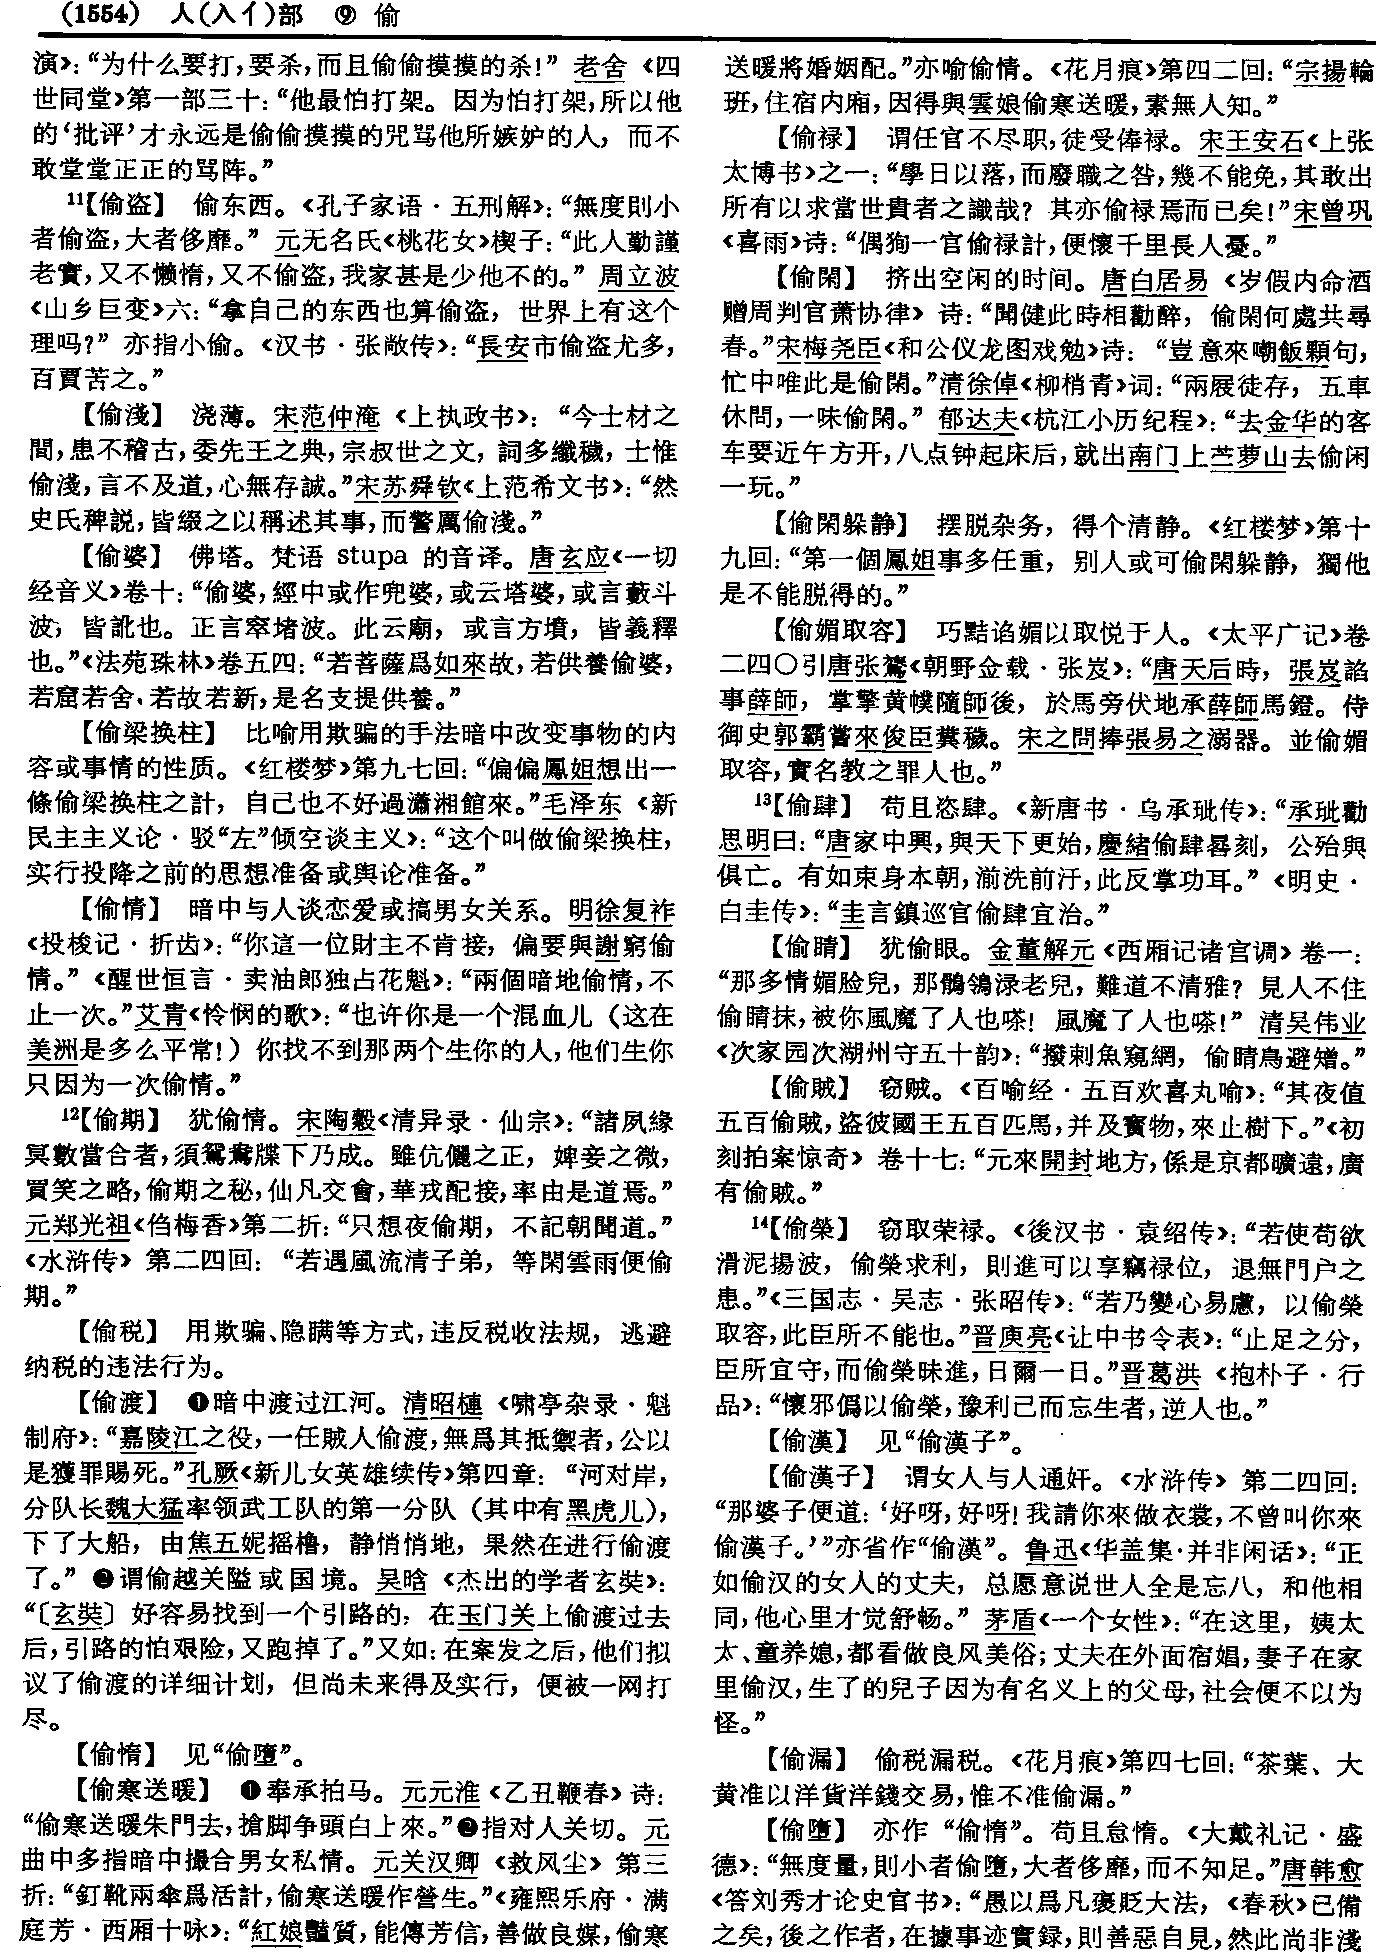 (1554) 人(入亻)部 ⑨ 偷
演》：“为什么要打，要杀，而且偷偷摸摸的杀！” 老舍《四
世同堂》第一部三十：“他最怕打架。因为怕打架，所以他
的‘批评’才永远是偷偷摸摸的咒骂他所嫉妒的人，而不
敢堂堂正正的骂阵。”
¹¹【偷盗】 偷东西。《孔子家语·五刑解》：“無度則小
者偷盗，大者侈靡。” 元无名氏《桃花女》楔子：“此人勤謹
老實，又不懒惰，又不偷盗，我家甚是少他不的。” 周立波
《山乡巨变》六：“拿自己的东西也算偷盗，世界上有这个
理吗？” 亦指小偷。《汉书·张敞传》：“長安市偷盗尤多，
百賈苦之。”
【偷淺】 浇薄。宋范仲淹《上执政书》：“今士材之
間，患不稽古，委先王之典，宗叔世之文，詞多纖穢，士惟
偷淺，言不及道，心無存誠。”宋苏舜钦《上范希文书》：“然
史氏稗説，皆綴之以稱述其事，而警厲偷淺。”
【偷婆】 佛塔。梵语 stupa 的音译。唐玄应《一切
经音义》卷十：“偷婆，經中或作兜婆，或云塔婆，或言藪斗
波，皆訛也。正言窣堵波。此云廟，或言方墳，皆義釋
也。”《法苑珠林》卷五四：“若菩薩爲如來故，若供養偷婆，
若窟若舍、若故若新，是名支提供養。”
【偷梁换柱】 比喻用欺骗的手法暗中改变事物的内
容或事情的性质。《红楼梦》第九七回：“偏偏鳳姐想出一
條偷梁换柱之計，自己也不好過瀟湘館來。”毛泽东《新
民主主义论·驳“左”倾空谈主义》：“这个叫做偷梁换柱，
实行投降之前的思想准备或舆论准备。”
【偷情】 暗中与人谈恋爱或搞男女关系。明徐复祚
《投梭记·折齿》：“你這一位財主不肯接，偏要與謝窮偷
情。”《醒世恒言·卖油郎独占花魁》：“兩個暗地偷情，不
止一次。”艾青《怜悯的歌》：“也许你是一个混血儿（这在
美洲是多么平常！）你找不到那两个生你的人，他们生你
只因为一次偷情。”
¹²【偷期】 犹偷情。宋陶穀《清异录·仙宗》：“諸夙緣
冥數當合者，須鴛鴦牒下乃成。雖伉儷之正，婢妾之微，
買笑之略，偷期之秘，仙凡交會，華戎配接，率由是道焉。”
元郑光祖《㑇梅香》第二折：“只想夜偷期，不記朝聞道。”
《水浒传》第二四回：“若遇風流清子弟，等閑雲雨便偷
期。”
【偷税】 用欺骗、隐瞒等方式，违反税收法规，逃避
纳税的违法行为。
【偷渡】 ❶暗中渡过江河。清昭槤《啸亭杂录·魁
制府》：“嘉陵江之役，一任賊人偷渡，無爲其抵禦者，公以
是獲罪賜死。”孔厥《新儿女英雄续传》第四章：“河对岸，
分队长魏大猛率领武工队的第一分队（其中有黑虎儿），
下了大船，由焦五妮摇橹，静悄悄地，果然在进行偷渡
了。” ❷谓偷越关隘或国境。吴晗《杰出的学者玄奘》：
“〔玄奘〕好容易找到一个引路的，在玉门关上偷渡过去
后，引路的怕艰险，又跑掉了。”又如：在案发之后，他们拟
议了偷渡的详细计划，但尚未来得及实行，便被一网打
尽。
【偷惰】 见“偷墮”。
【偷寒送暖】 ❶奉承拍马。元元淮《乙丑鞭春》诗：
“偷寒送暖朱門去，搶脚争頭白上來。”❷指对人关切。元
曲中多指暗中撮合男女私情。元关汉卿《救风尘》第三
折：“釘靴兩傘爲活計，偷寒送暖作營生。”《雍熙乐府·满
庭芳·西厢十咏》：“紅娘豔質，能傳芳信，善做良媒，偷寒
送暖將婚姻配。”亦喻偷情。《花月痕》第四二回：“宗揚輪
班，住宿内廂，因得與雲娘偷寒送暖，素無人知。”
【偷禄】 谓任官不尽职，徒受俸禄。宋王安石《上张
太博书》之一：“學日以落，而廢職之咎，幾不能免，其敢出
所有以求當世貴者之識哉？其亦偷禄焉而已矣！”宋曾巩
《喜雨》诗：“偶狥一官偷禄計，便懷千里長人憂。”
【偷閑】 挤出空闲的时间。唐白居易《岁假内命酒
赠周判官萧协律》诗：“聞健此時相勸醉，偷閑何處共尋
春。”宋梅尧臣《和公仪龙图戏勉》诗：“豈意來嘲飯顆句，
忙中唯此是偷閑。”清徐倬《柳梢青》词：“兩屐徒存，五車
休問，一味偷閑。” 郁达夫《杭江小历纪程》：“去金华的客
车要近午方开，八点钟起床后，就出南门上苎萝山去偷闲
一玩。”
【偷閑躲静】 摆脱杂务，得个清静。《红楼梦》第十
九回：“第一個鳳姐事多任重，别人或可偷閑躲静，獨他
是不能脱得的。”
【偷媚取容】 巧黠谄媚以取悦于人。《太平广记》卷
二四〇引唐张鷟《朝野金载·张岌》：“唐天后時，張岌諂
事薛師，掌擎黄幞隨師後，於馬旁伏地承薛師馬鐙。侍
御史郭霸嘗來俊臣糞穢。宋之問捧張易之溺器。並偷媚
取容，實名教之罪人也。”
¹³【偷肆】 苟且恣肆。《新唐书·乌承玼传》：“承玼勸
思明曰：“唐家中興，與天下更始，慶緒偷肆晷刻，公殆與
俱亡。有如束身本朝，湔洗前汙，此反掌功耳。”《明史·
白圭传》：“圭言鎮巡官偷肆宜治。”
【偷睛】 犹偷眼。金董解元《西厢记诸宫调》卷一：
“那多情媚脸兒，那鶻鴒渌老兒，難道不清雅？見人不住
偷睛抹，被你風魔了人也嗏！風魔了人也嗏！” 清吴伟业
《次家园次湖州守五十韵》：“撥剌魚窺網，偷睛鳥避矰。”
【偷賊】 窃贼。《百喻经·五百欢喜丸喻》：“其夜值
五百偷賊，盗彼國王五百匹馬，并及寶物，來止樹下。”《初
刻拍案惊奇》卷十七：“元來開封地方，係是京都曠遠，廣
有偷賊。”
¹⁴【偷榮】 窃取荣禄。《後汉书·袁绍传》：“若使苟欲
滑泥揚波，偷榮求利，則進可以享竊禄位，退無門户之
患。”《三国志·吴志·张昭传》：“若乃變心易慮，以偷榮
取容，此臣所不能也。”晋庾亮《让中书令表》：“止足之分，
臣所宜守，而偷榮昧進，日爾一日。”晋葛洪《抱朴子·行
品》：“懷邪僞以偷榮，豫利己而忘生者，逆人也。”
【偷漢】 见“偷漢子”。
【偷漢子】 谓女人与人通奸。《水浒传》第二四回：
“那婆子便道：‘好呀，好呀！我請你來做衣裳，不曾叫你來
偷漢子。’”亦省作“偷漢”。鲁迅《华盖集·并非闲话》：“正
如偷汉的女人的丈夫，总愿意说世人全是忘八，和他相
同，他心里才觉舒畅。” 茅盾《一个女性》：“在这里，姨太
太、童养媳，都看做良风美俗；丈夫在外面宿娼，妻子在家
里偷汉，生了的兒子因为有名义上的父母，社会便不以为
怪。”
【偷漏】 偷税漏税。《花月痕》第四七回：“茶葉、大
黄准以洋貨洋錢交易，惟不准偷漏。”
【偷墮】 亦作“偷惰”。苟且怠惰。《大戴礼记·盛
德》：“無度量，則小者偷墮，大者侈靡，而不知足。”唐韩愈
《答刘秀才论史官书》：“愚以爲凡褒貶大法，《春秋》已備
之矣，後之作者，在據事迹實録，則善惡自見，然此尚非淺